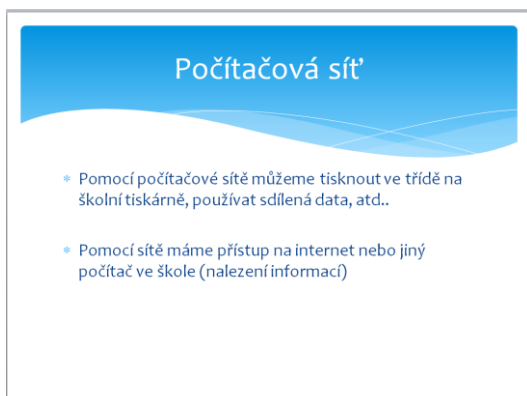 Počítačová síť
Pomocí počítačové sítě můžeme tisknout ve třídě na
školní tiskárně, používat sdílená data, atd..
Pomocí sítě máme přístup na internet nebo jiný
počítač ve škole (nalezení informací)